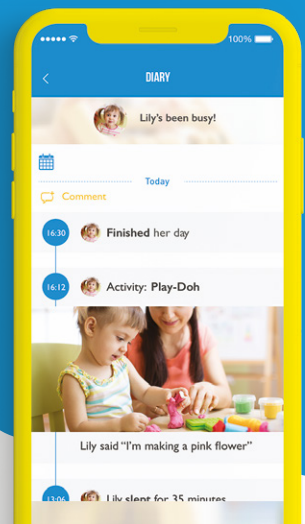 100%
DIARY
Lily's been busy!
Today
Comment
16:30 Finished her day
16:12 Activity: Play-Doh
Lily said "I'm making a pink flower"
13:06 Lily slept for 35 minutes